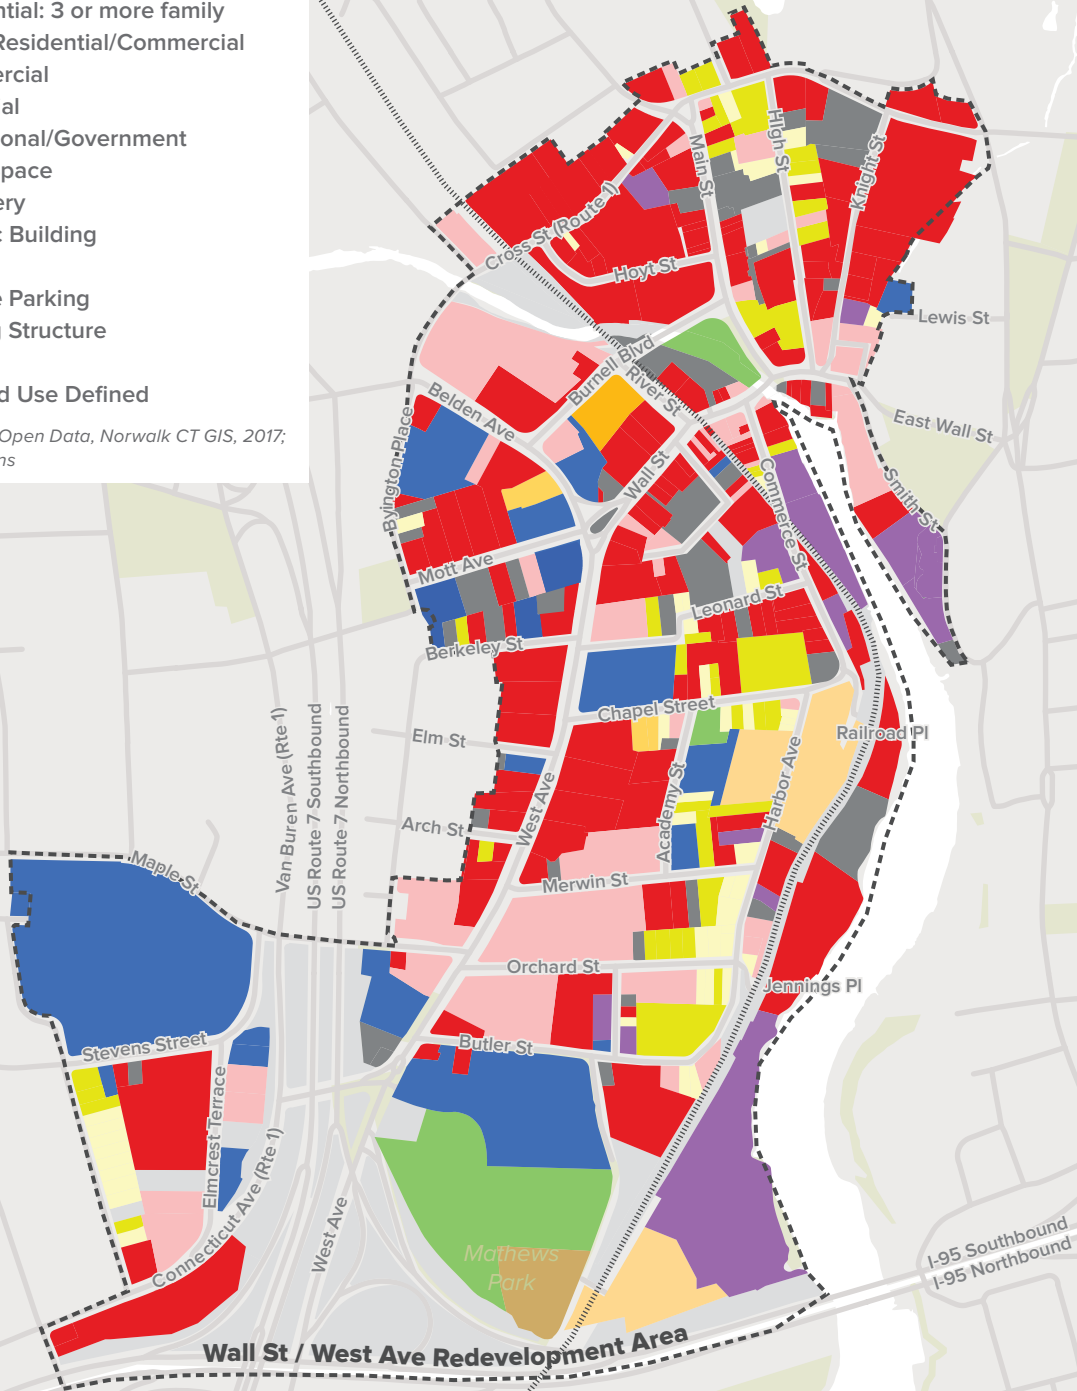 ntial: 3 or more family
Residential/Commercial
ercial
al
onal/Government
pace
ery
c Building
e Parking
g Structure
d Use Defined
Open Data, Norwalk CT GIS, 2017;
ns
Main St
High St
Knight St
Cross St (Route 1)
Hoyt St
Lewis St
Burnell Blvd
River St
Belden Ave
East Wall St
Byington Place
Wall St
Commerce St
Smith St
Mott Ave
Leonard St
Berkeley St
Chapel Street
Elm St
Railroad Pl
Van Buren Ave (Rte 1)
US Route 7 Southbound
US Route 7 Northbound
West Ave
Academy St
Harbor Ave
Arch St
Maple St
Merwin St
Orchard St
Jennings Pl
Stevens Street
Butler St
Elmcrest Terrace
Connecticut Ave (Rte 1)
West Ave
Mathews
Park
I-95 Southbound
I-95 Northbound
Wall St / West Ave Redevelopment Area